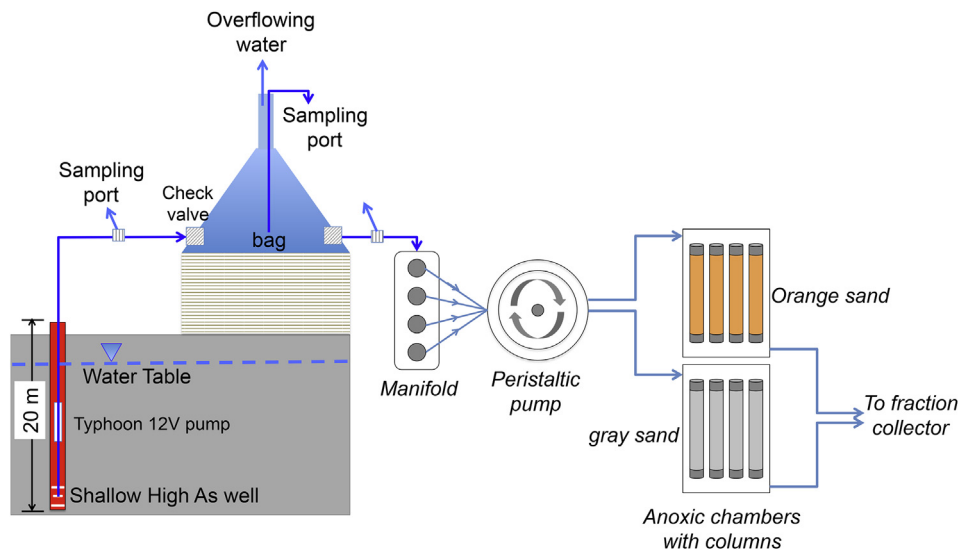 Overflowing
water
Sampling
port
Sampling
port
Check
valve
bag
Water Table
20 m
Typhoon 12V pump
Shallow High As well
Manifold
Peristaltic
pump
Orange sand
gray sand
To fraction
collector
Anoxic chambers
with columns